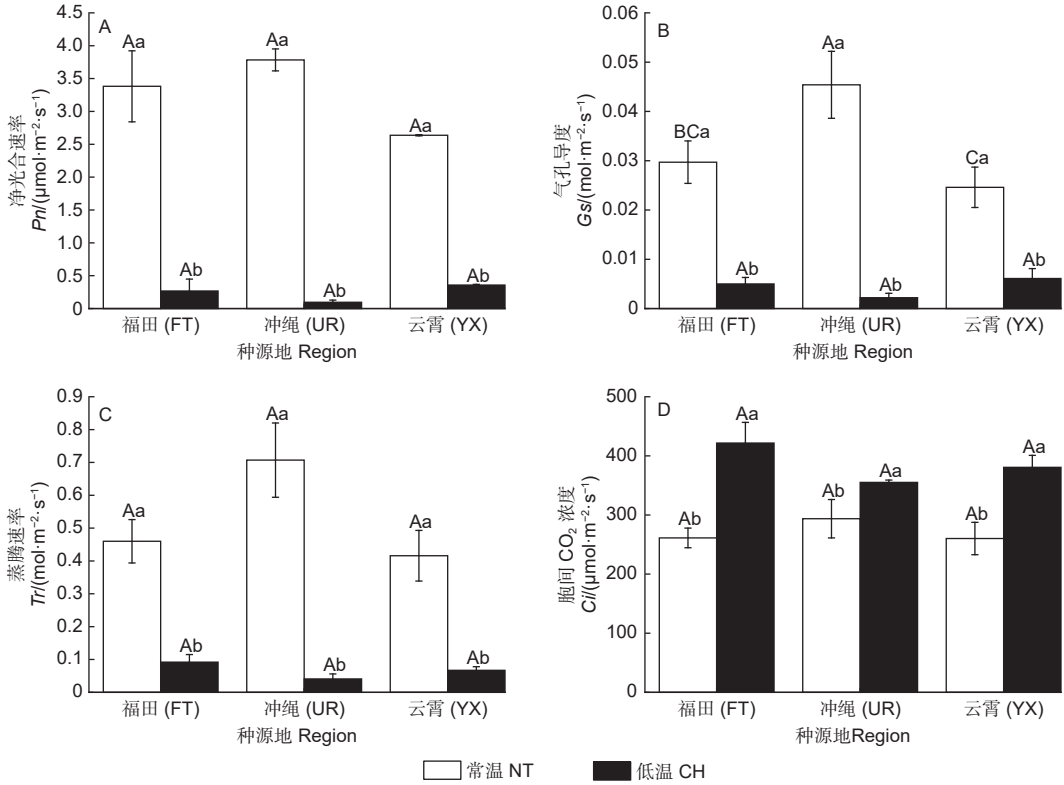 A
净光合速率
Pn/(μmol·m⁻²·s⁻¹)
4.5
4.0
3.5
3.0
2.5
2.0
1.5
1.0
0.5
0
Aa
Ab
Aa
Ab
Aa
Ab
福田 (FT)
冲绳 (UR)
云霄 (YX)
种源地 Region
B
气孔导度
Gs/(mol·m⁻²·s⁻¹)
0.06
0.05
0.04
0.03
0.02
0.01
0
BCa
Ab
Aa
Ab
Ca
Ab
福田 (FT)
冲绳 (UR)
云霄 (YX)
种源地 Region
C
蒸腾速率
Tr/(mol·m⁻²·s⁻¹)
0.9
0.8
0.7
0.6
0.5
0.4
0.3
0.2
0.1
0
Aa
Ab
Aa
Ab
Aa
Ab
福田 (FT)
冲绳 (UR)
云霄 (YX)
种源地 Region
D
胞间 CO₂ 浓度
Ci/(μmol·m⁻²·s⁻¹)
500
400
300
200
100
0
Ab
Aa
Ab
Aa
Ab
Aa
福田 (FT)
冲绳 (UR)
云霄 (YX)
种源地Region
常温 NT
低温 CH